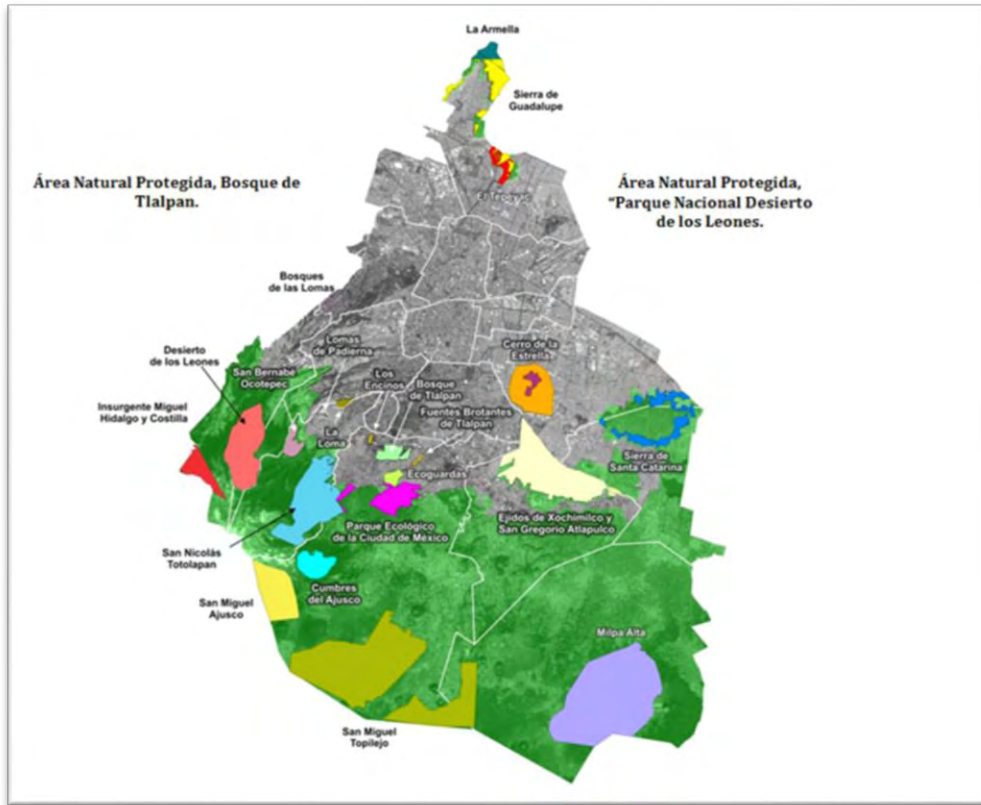 La Armella
Sierra de
Guadalupe
El Tepeyac
Área Natural Protegida, Bosque de
Tlalpan.
Área Natural Protegida,
“Parque Nacional Desierto
de los Leones.
Bosques
de las Lomas
Lomas
de Padierna
Cerro de la
Estrella
Desierto
de los Leones
San Bernabé
Ocotepec
Los
Encinos
Bosque
de Tlalpan
Insurgente Miguel
Hidalgo y Costilla
Fuentes Brotantes
de Tlalpan
La
Loma
Sierra de
Santa Catarina
Ecoguardas
Parque Ecológico
de la Ciudad de México
Ejidos de Xochimilco y
San Gregorio Atlapulco
San Nicolás
Totolapan
Cumbres
del Ajusco
San Miguel
Ajusco
Milpa Alta
San Miguel
Topilejo